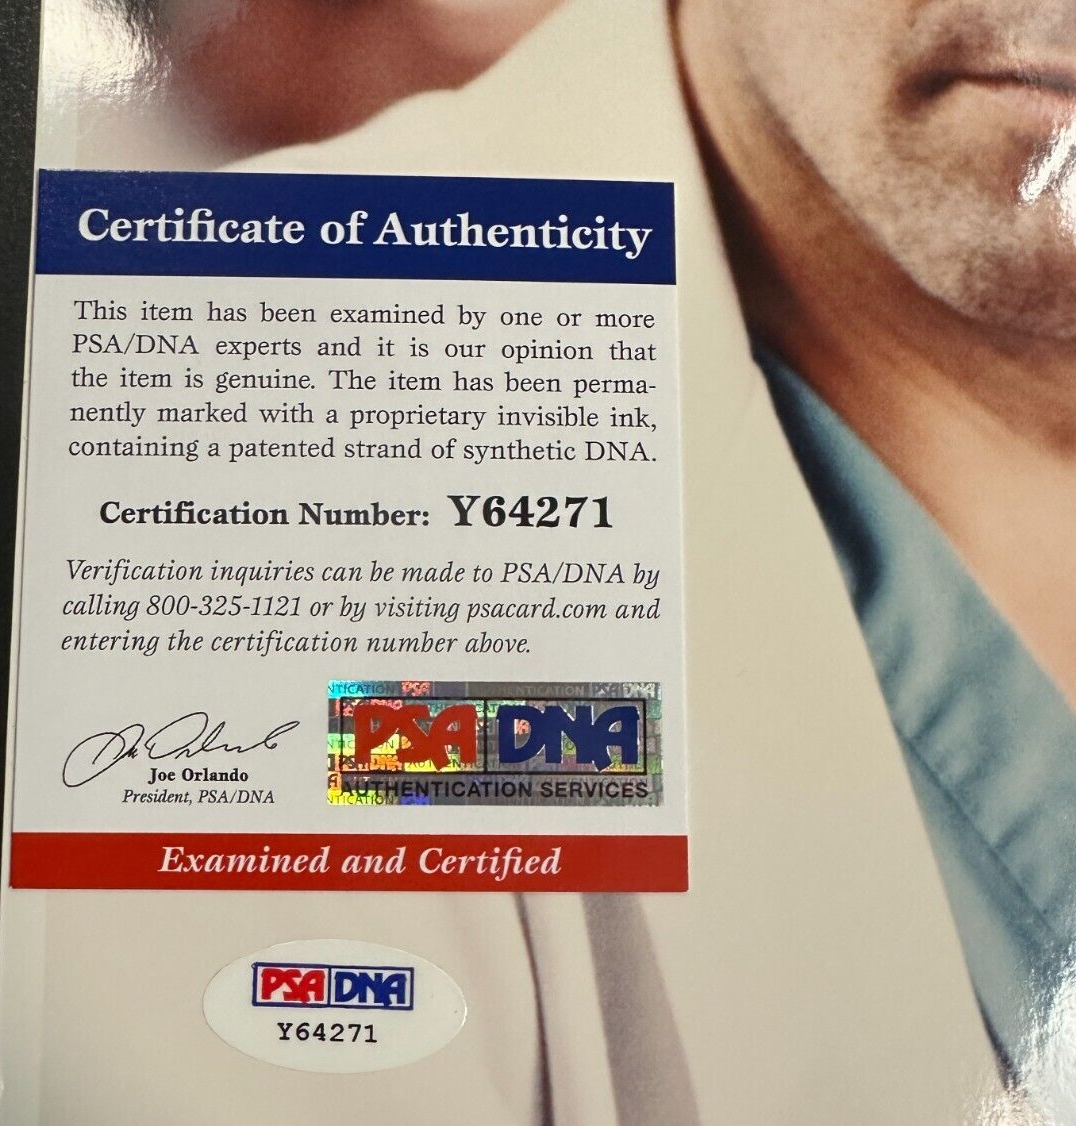 Certificate of Authenticity
This item has been examined by one or more
PSA/DNA experts and it is our opinion that
the item is genuine. The item has been perma-
nently marked with a proprietary invisible ink,
containing a patented strand of synthetic DNA.
Certification Number: Y64271
Verification inquiries can be made to PSA/DNA by
calling 800-325-1121 or by visiting psacard.com and
entering the certification number above.
Joe Orlando
President, PSA/DNA
PSA DNA
AUTHENTICATION SERVICES
Examined and Certified
PSA DNA
Y64271